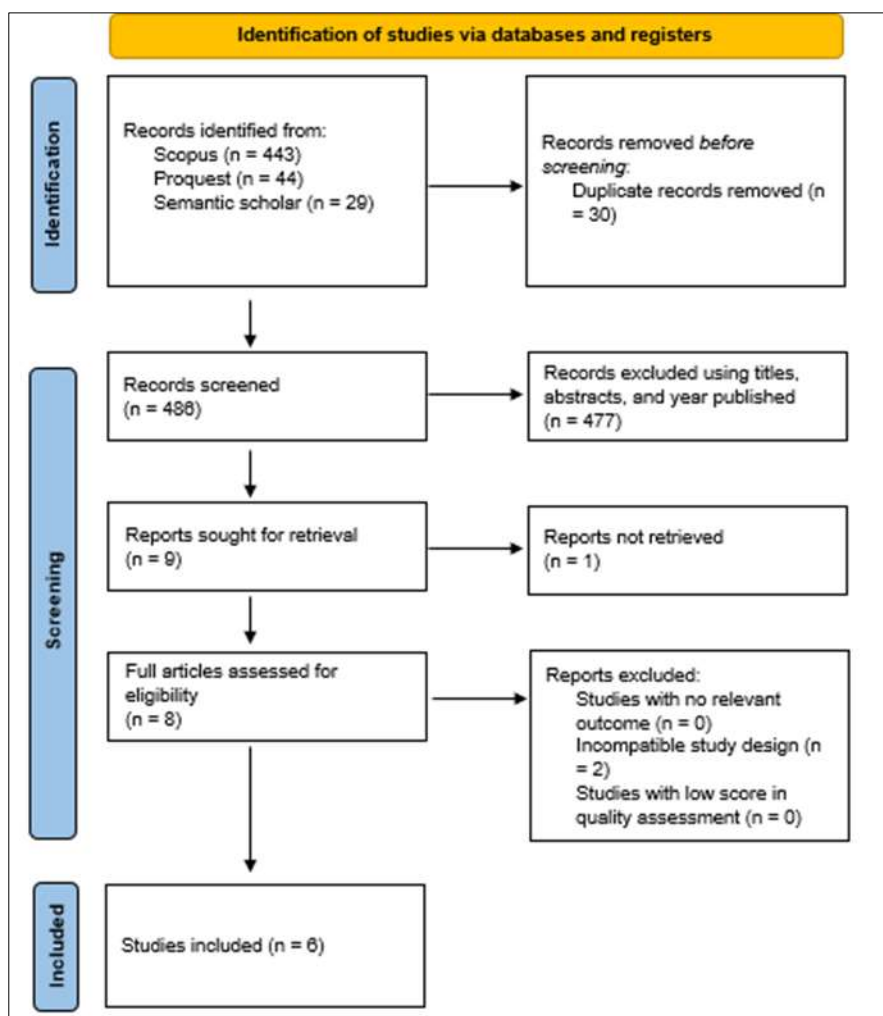 Identification of studies via databases and registers
Identification
Records identified from:
Scopus (n = 443)
Proquest (n = 44)
Semantic scholar (n = 29)
Records removed before
screening:
Duplicate records removed (n
= 30)
Screening
Records screened
(n = 486)
Records excluded using titles,
abstracts, and year published
(n = 477)
Reports sought for retrieval
(n = 9)
Reports not retrieved
(n = 1)
Full articles assessed for
eligibility
(n = 8)
Reports excluded:
Studies with no relevant
outcome (n = 0)
Incompatible study design (n
= 2)
Studies with low score in
quality assessment (n = 0)
Included
Studies included (n = 6)